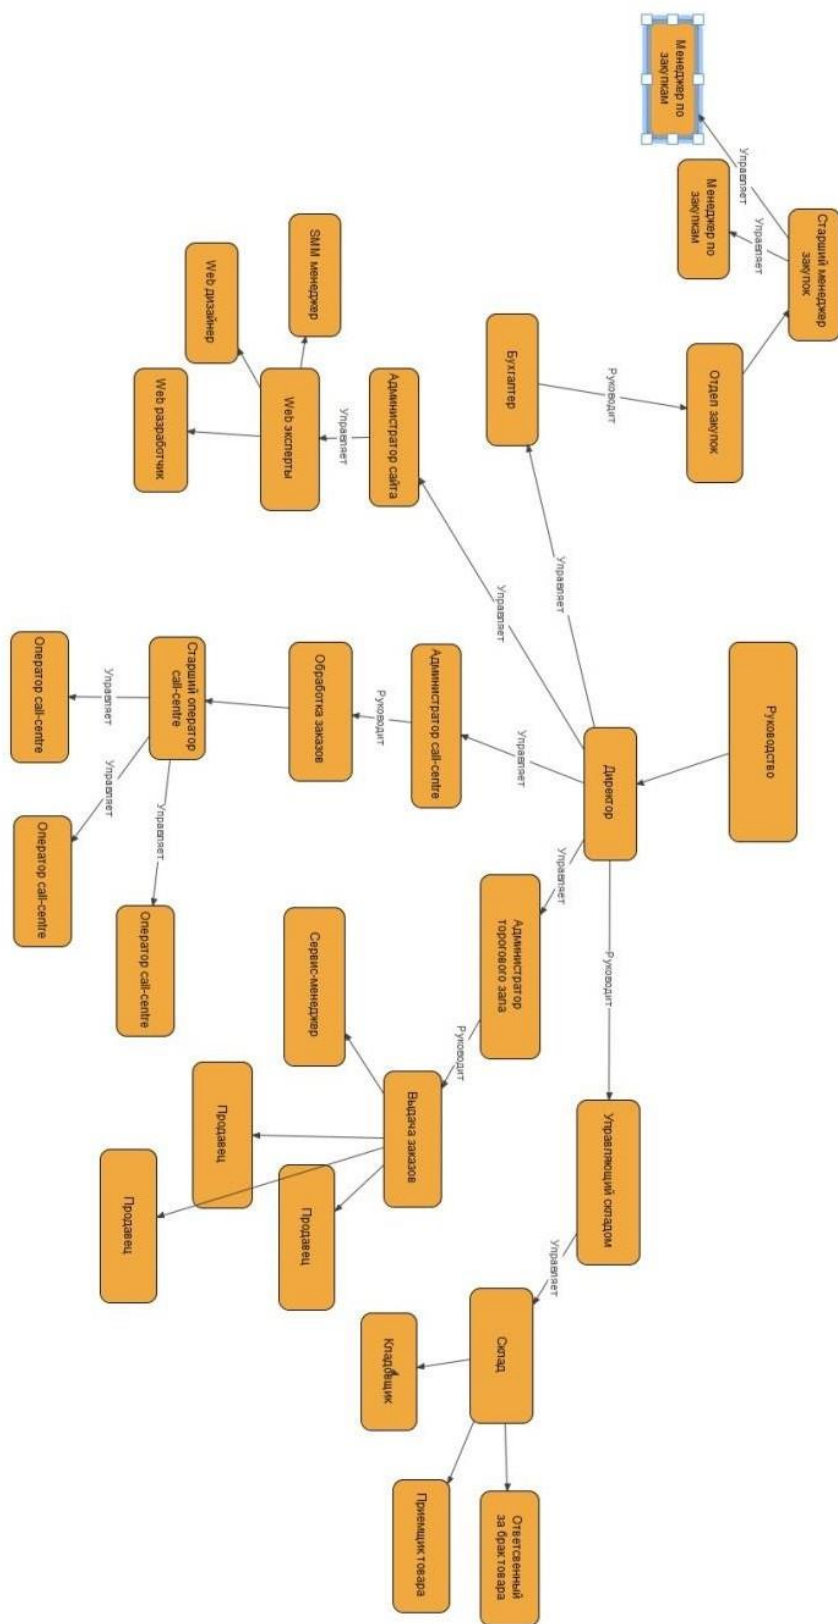 Руководство
Директор
Управляет
Управляет
Управляет
Управляет
Руководит
Старший менеджер
закупок
Управляет
Управляет
Менеджер по
закупкам
Менеджер по
закупкам
Отдел закупок
Руководит
Бухгалтер
Администратор сайта
Управляет
Web эксперты
SMM менеджер
Web дизайнер
Web разработчик
Администратор call-centre
Руководит
Обработка заказов
Старший оператор
call-centre
Управляет
Управляет
Управляет
Оператор call-centre
Оператор call-centre
Оператор call-centre
Администратор
торогового зала
Руководит
Выдача заказов
Сервис-менеджер
Продавец
Продавец
Продавец
Управляющий складом
Управляет
Склад
Кладовщик
Приемщик товара
Ответсвенный
за брак товара